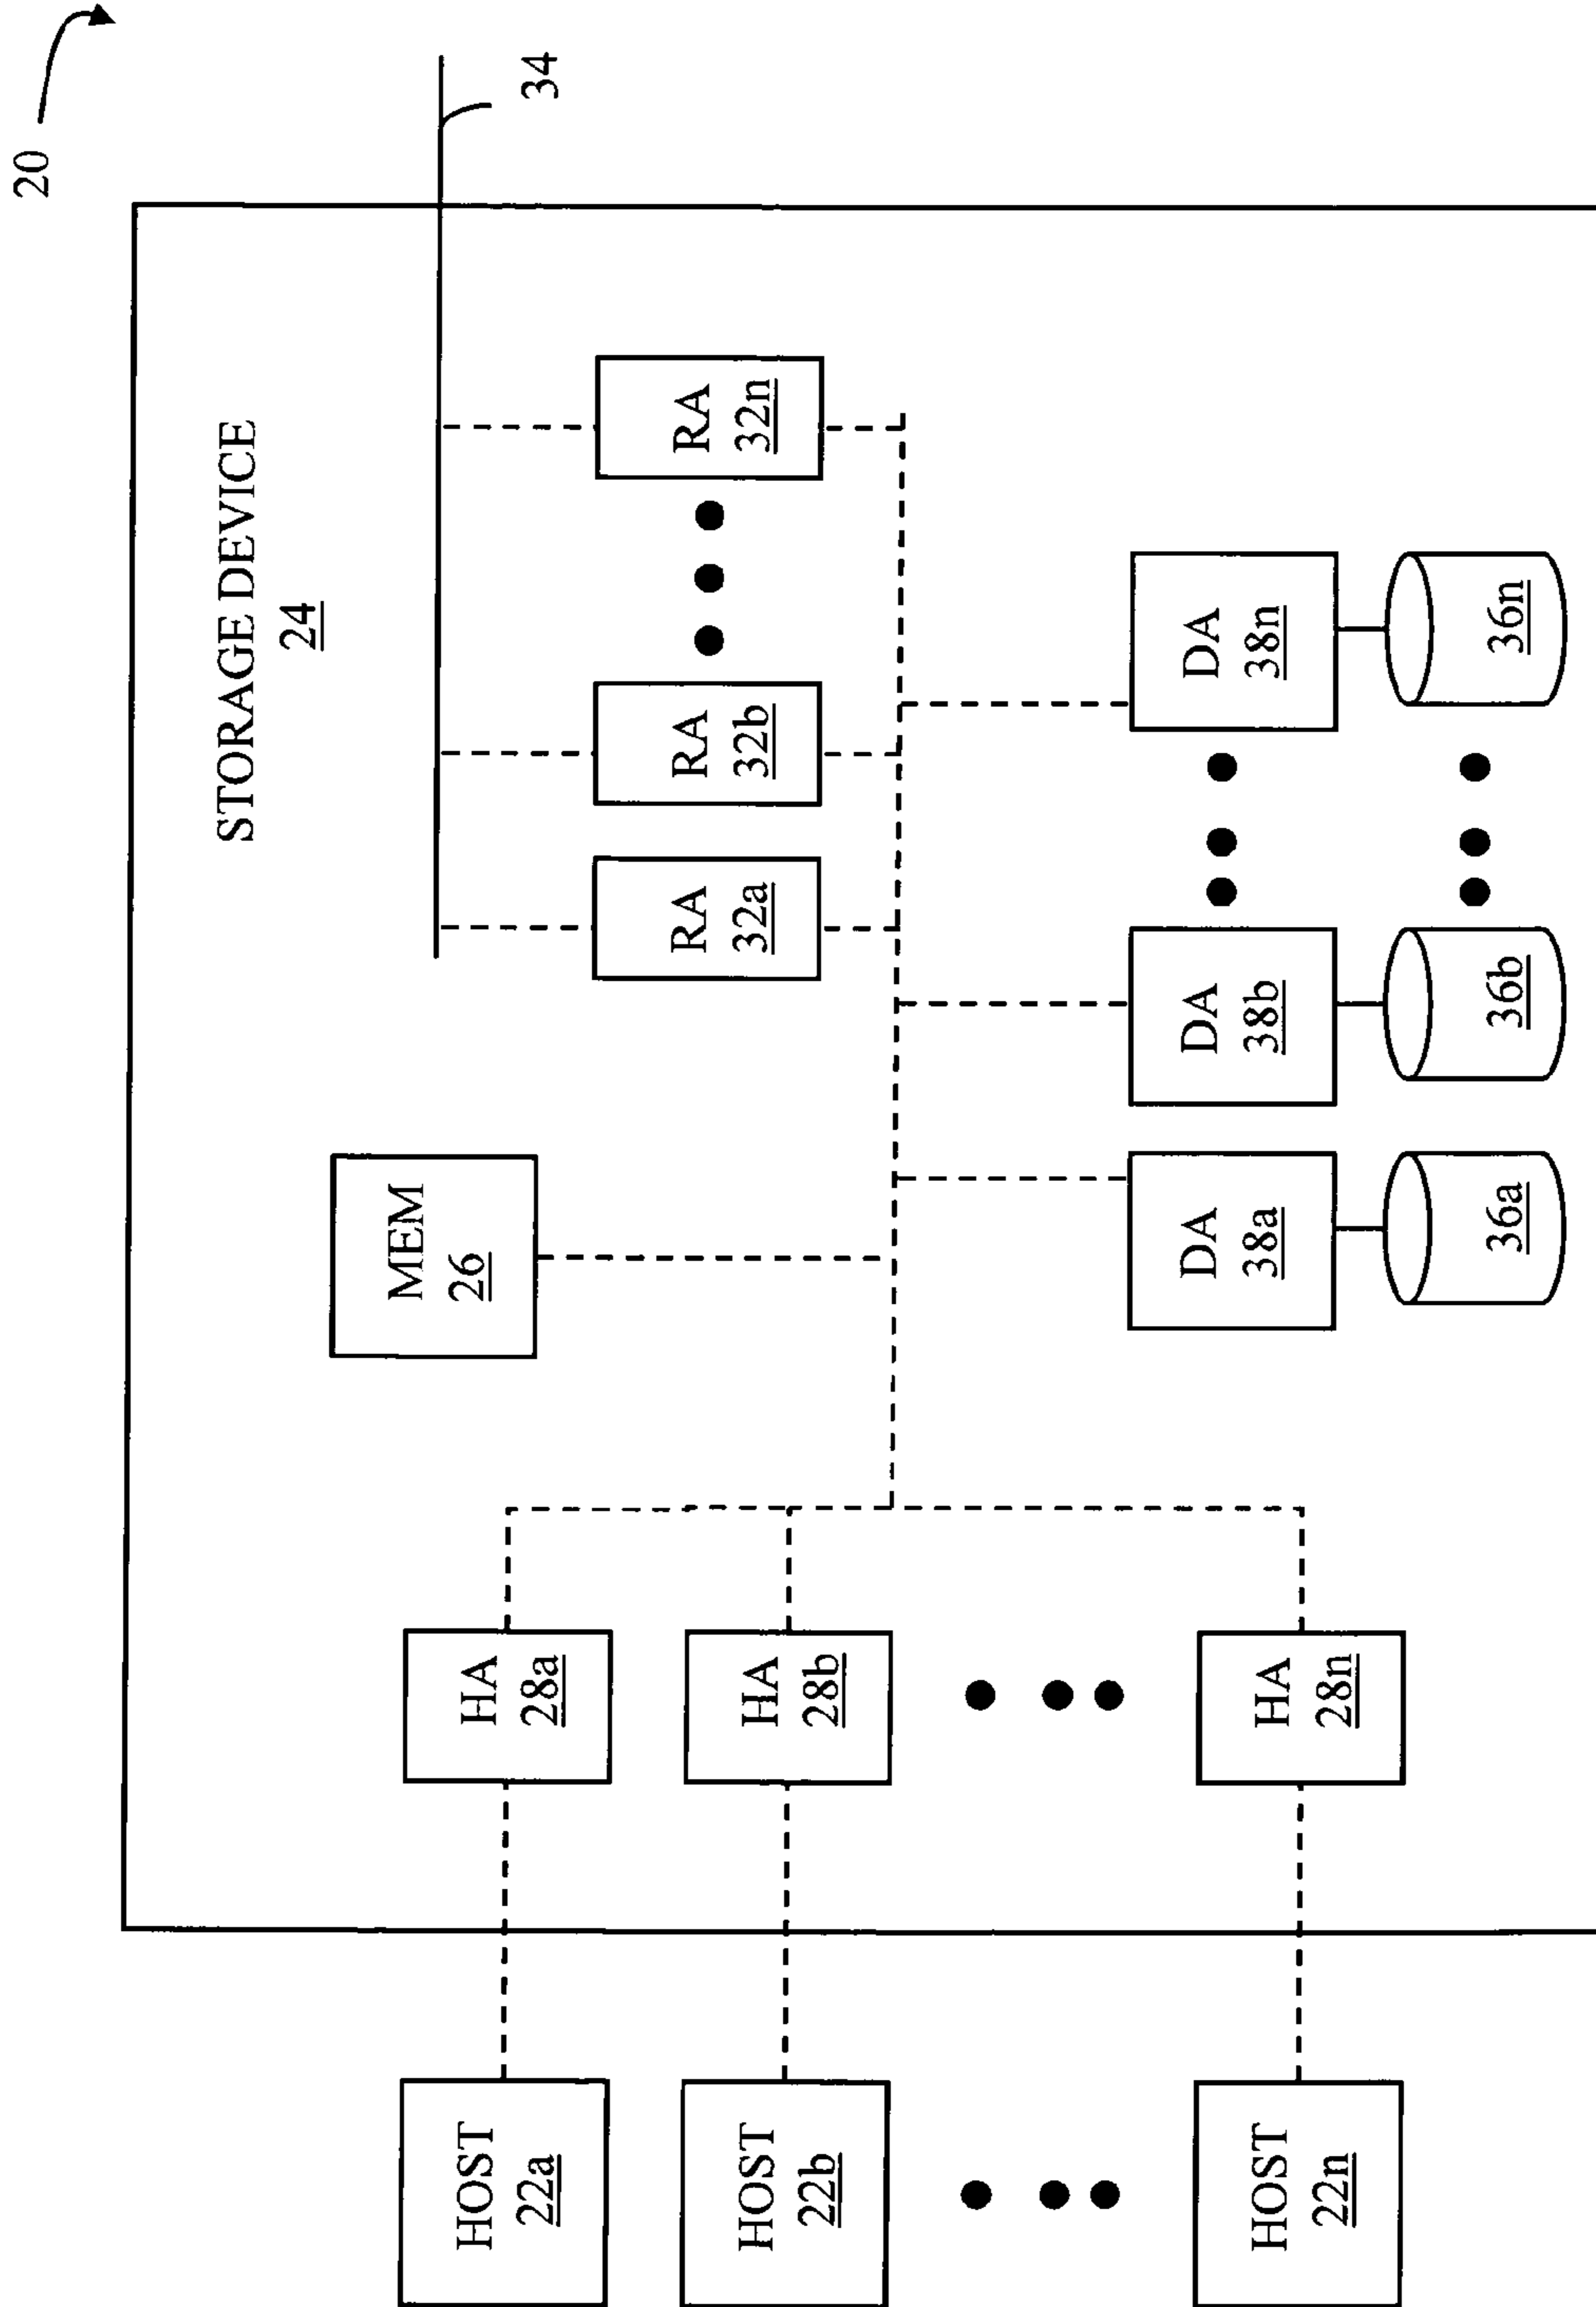 20
STORAGE DEVICE
24
34
MEM
26
RA
32a
RA
32b
RA
32n
HOST
22a
HA
28a
HOST
22b
HA
28b
HOST
22n
HA
28n
DA
38a
DA
38b
DA
38n
36a
36b
36n